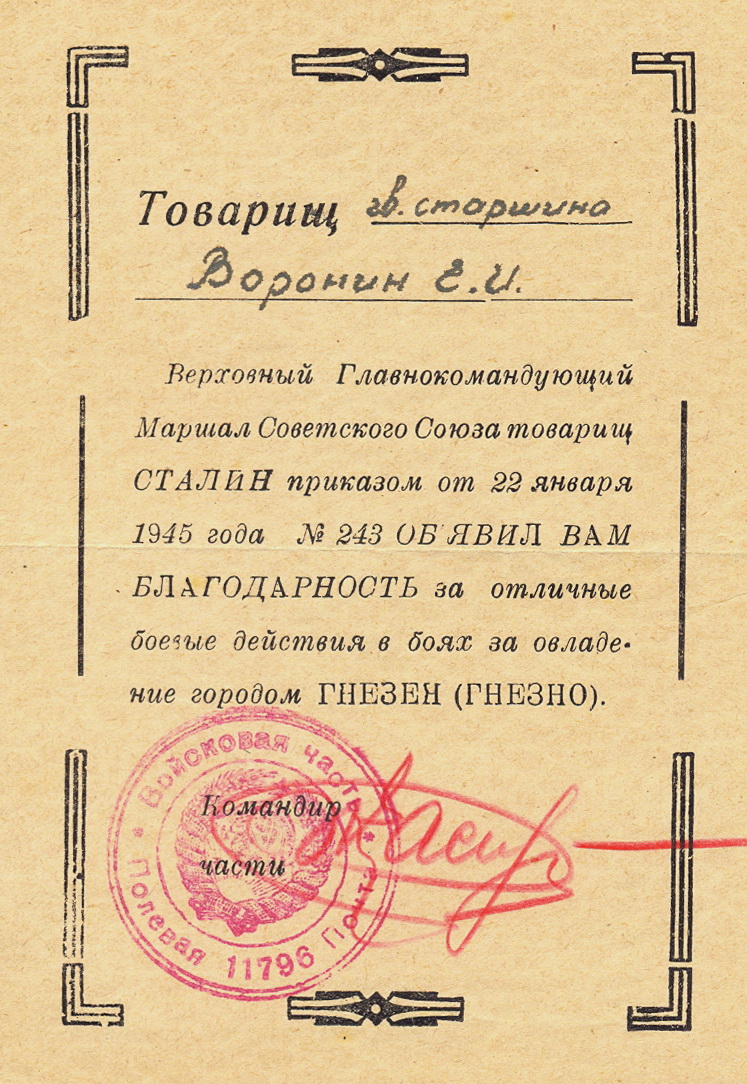 Товарищ гв. старшина
Воронин Е.И.
Верховный Главнокомандующий
Маршал Советского Союза товарищ
СТАЛИН приказом от 22 января
1945 года № 243 ОБ'ЯВИЛ ВАМ
БЛАГОДАРНОСТЬ за отличные
боевые действия в боях за овладе-
ние городом ГНЕЗЕН (ГНЕЗНО).
Командир
части
Войсковая часть
Полевая 11796 Почта